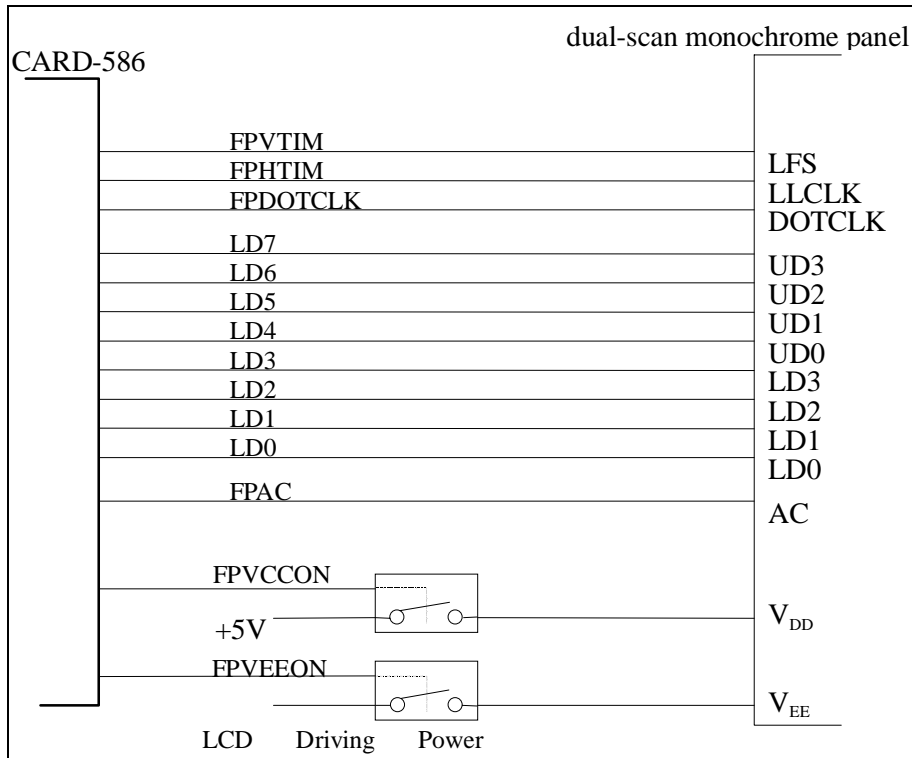 dual-scan monochrome panel
CARD-586
FPVTIM
LFS
FPHTIM
LLCLK
FPDOTCLK
DOTCLK
LD7
UD3
LD6
UD2
LD5
UD1
LD4
UD0
LD3
LD3
LD2
LD2
LD1
LD1
LD0
LD0
FPAC
AC
FPVCCON
+5V
VDD
FPVEEON
VEE
LCD Driving Power